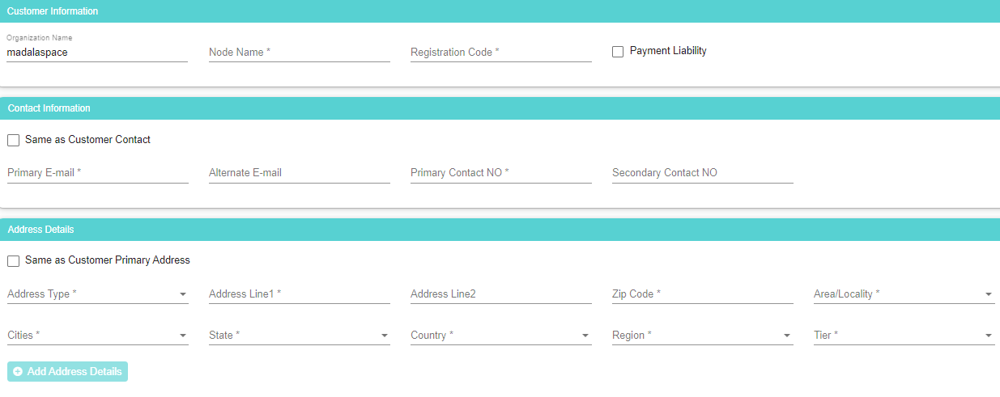 Customer Information
Organization Name
madalaspace
Node Name *
Registration Code *
Payment Liability
Contact Information
Same as Customer Contact
Primary E-mail *
Alternate E-mail
Primary Contact NO *
Secondary Contact NO
Address Details
Same as Customer Primary Address
Address Type *
Address Line1 *
Address Line2
Zip Code *
Area/Locality *
Cities *
State *
Country *
Region *
Tier *
Add Address Details